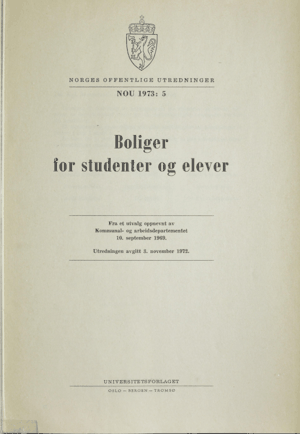 NORGES OFFENTLIGE UTREDNINGER
NOU 1973: 5
Boliger
for studenter og elever
Fra et utvalg oppnevnt av
Kommunal- og arbeidsdepartementet
16. september 1969.
Utredningen avgitt 5. november 1972.
UNIVERSITETSFORLAGET
OSLO – BERGEN – TROMSØ